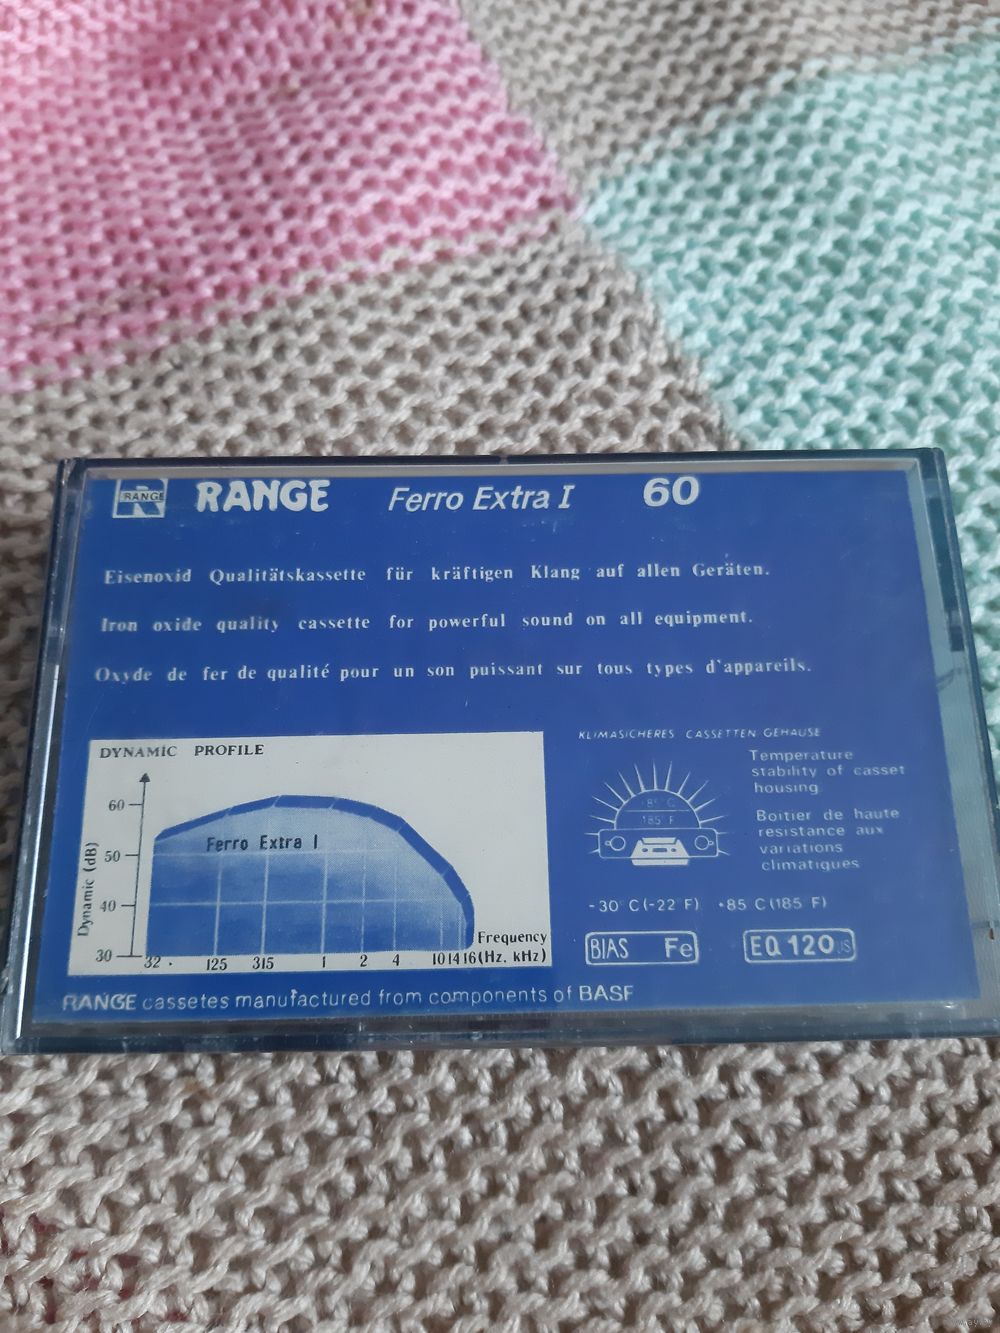 RANGE RANGE Ferro Extra I 60
Eisenoxid Qualitätskassette für kräftigen Klang auf allen Geräten.
Iron oxide quality cassette for powerful sound on all equipment.
Oxyde de fer de qualité pour un son puissant sur tous types d'appareils.
DYNAMIC PROFILE
60
50
40
30
Dynamic (dB)
Ferro Extra I
32 125 315 1 2 4 10 14 16 (Hz. kHz)
Frequency
KLIMASICHERES CASSETTEN GEHAUSE
Temperature
stability of casset
housing
Boitier de haute
resistance aux
variations
climatiques
85°C
185°F
-30°C(-22 F) +85 C(185 F)
BIAS Fe EQ 120 µS
RANGE cassetes manufactured from components of BASF